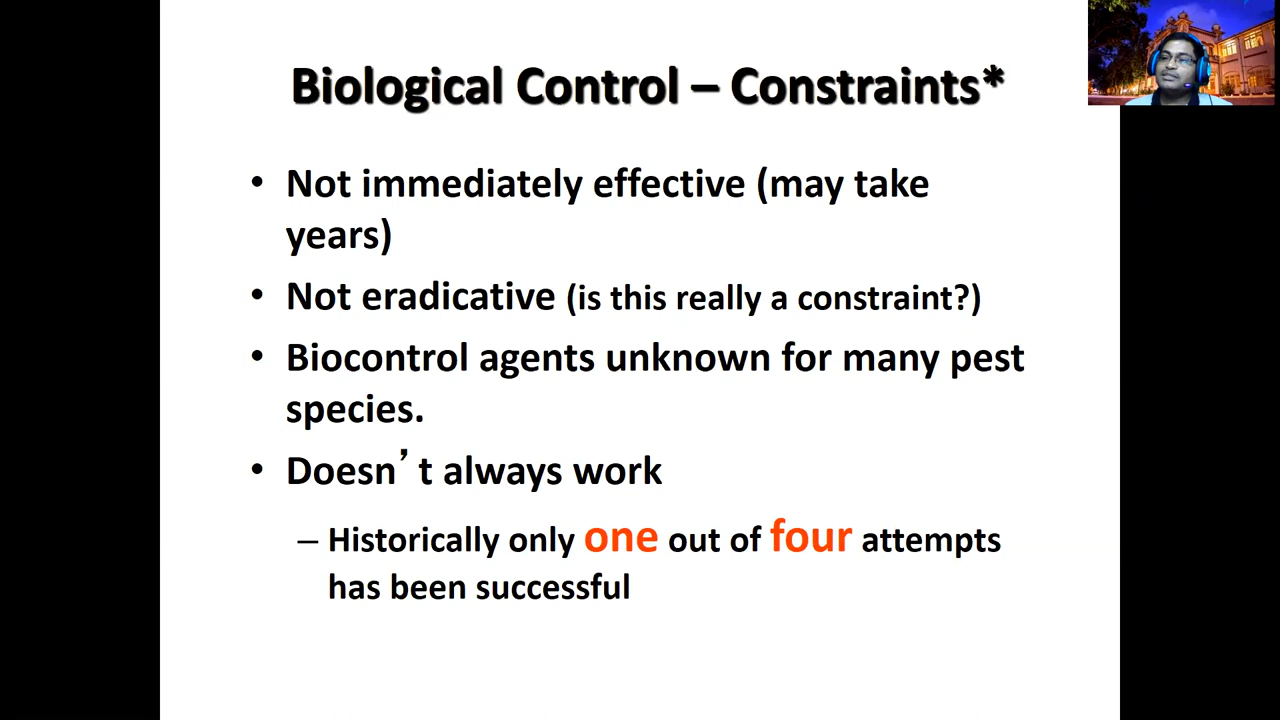 Biological Control – Constraints*
• Not immediately effective (may take
years)
• Not eradicative (is this really a constraint?)
• Biocontrol agents unknown for many pest
species.
• Doesn’t always work
– Historically only one out of four attempts
has been successful